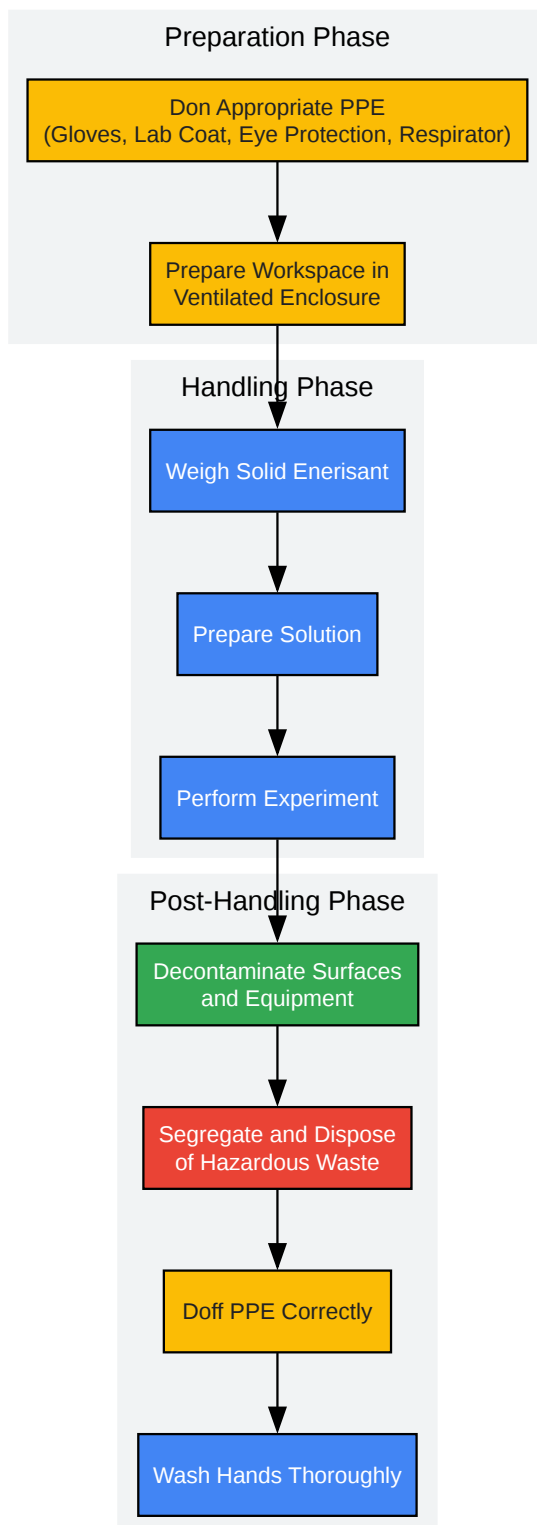 Preparation Phase
Don Appropriate PPE
(Gloves, Lab Coat, Eye Protection, Respirator)
Prepare Workspace in
Ventilated Enclosure
Handling Phase
Weigh Solid Enerisant
Prepare Solution
Perform Experiment
Post-Handling Phase
Decontaminate Surfaces
and Equipment
Segregate and Dispose
of Hazardous Waste
Doff PPE Correctly
Wash Hands Thoroughly